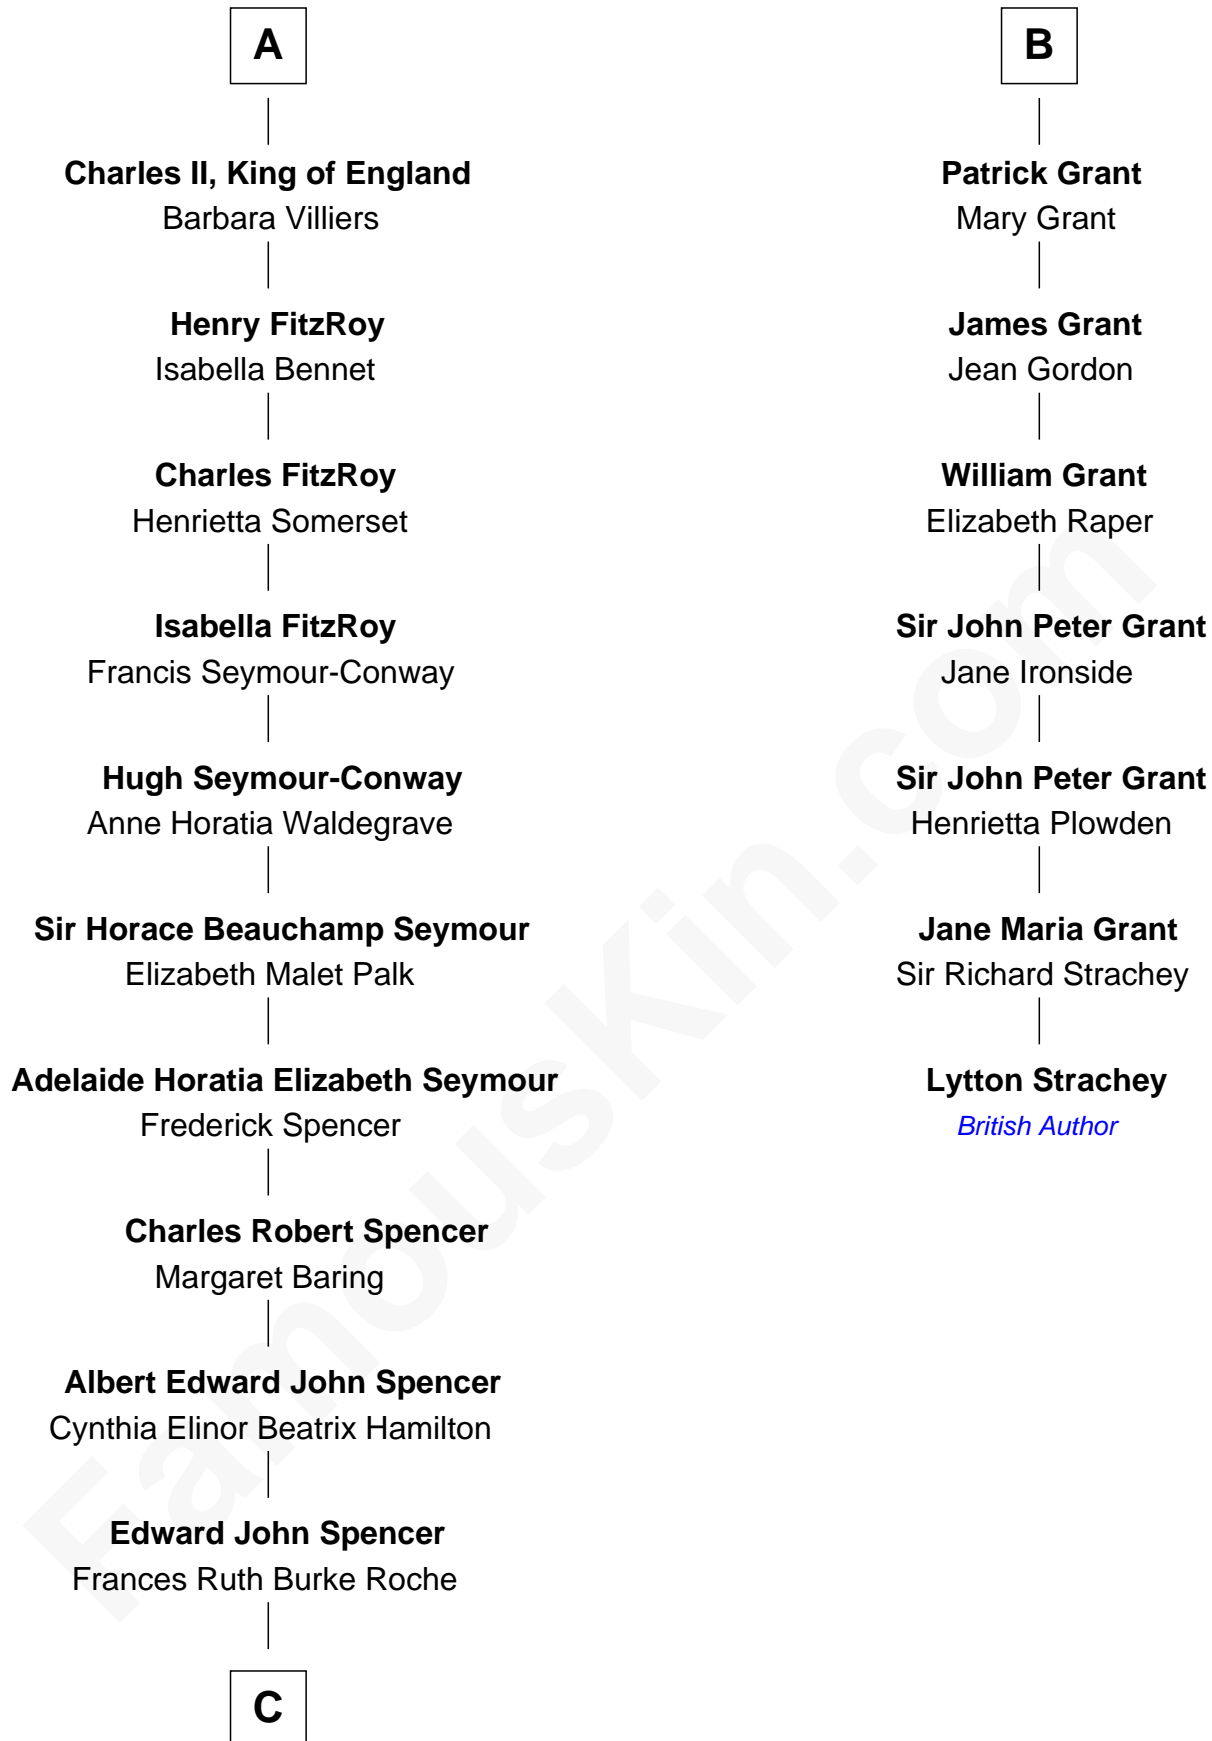 A
Charles II, King of England
Barbara Villiers
Henry FitzRoy
Isabella Bennet
Charles FitzRoy
Henrietta Somerset
Isabella FitzRoy
Francis Seymour-Conway
Hugh Seymour-Conway
Anne Horatia Waldegrave
Sir Horace Beauchamp Seymour
Elizabeth Malet Palk
Adelaide Horatia Elizabeth Seymour
Frederick Spencer
Charles Robert Spencer
Margaret Baring
Albert Edward John Spencer
Cynthia Elinor Beatrix Hamilton
Edward John Spencer
Frances Ruth Burke Roche
C
B
Patrick Grant
Mary Grant
James Grant
Jean Gordon
William Grant
Elizabeth Raper
Sir John Peter Grant
Jane Ironside
Sir John Peter Grant
Henrietta Plowden
Jane Maria Grant
Sir Richard Strachey
Lytton Strachey
British Author
FamousKin.com